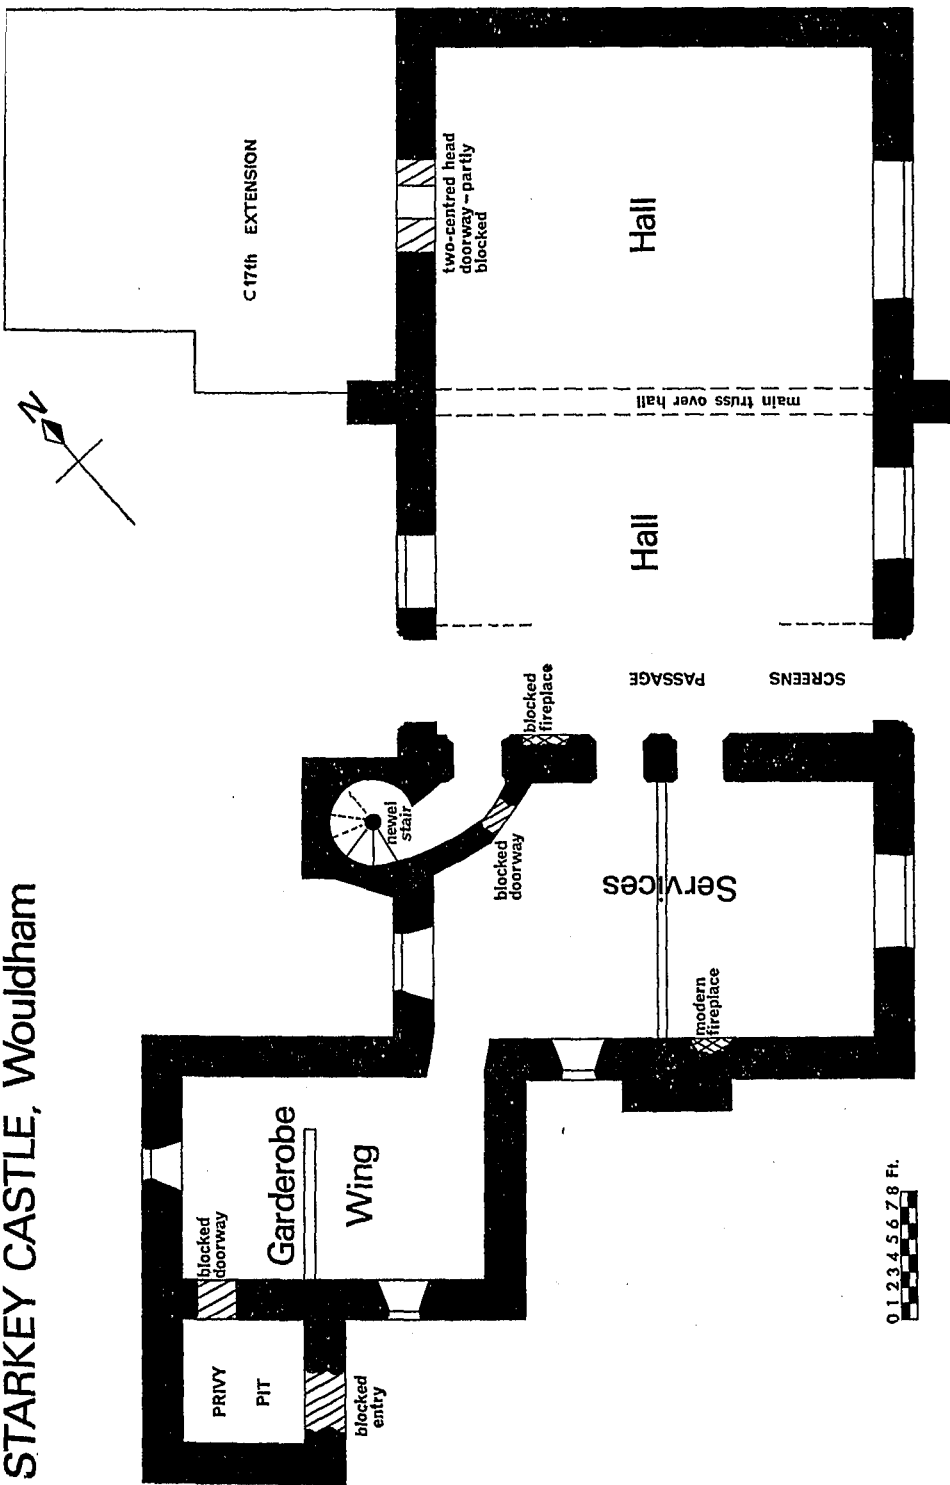 STARKEY CASTLE, Wouldham
C17th EXTENSION
N
two-centred head
doorway - partly
blocked
Hall
main truss over hall
Hall
SCREENS PASSAGE
blocked
fireplace
newel
stair
blocked
doorway
Services
modern
fireplace
Garderobe
Wing
blocked
doorway
PRIVY
PIT
blocked
entry
0 1 2 3 4 5 6 7 8 Ft.